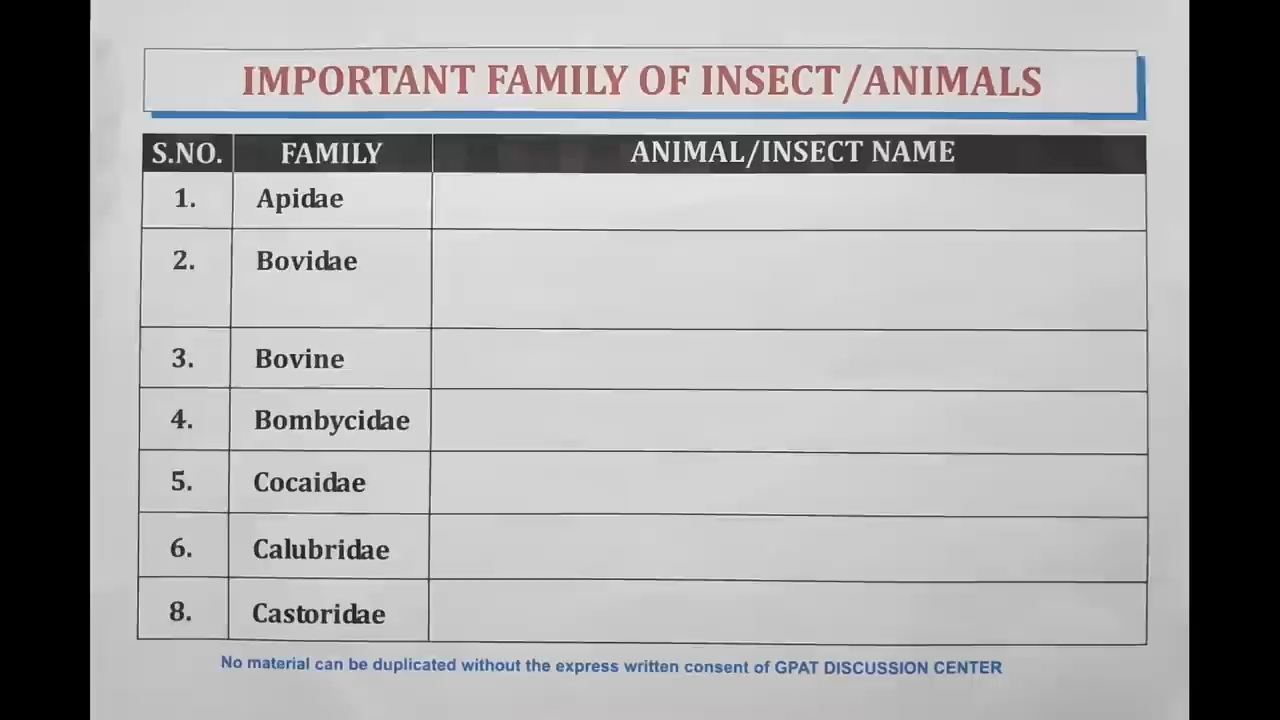 IMPORTANT FAMILY OF INSECT/ANIMALS
S.NO. FAMILY ANIMAL/INSECT NAME
1. Apidae
2. Bovidae
3. Bovine
4. Bombycidae
5. Cocaidae
6. Calubridae
8. Castoridae
No material can be duplicated without the express written consent of GPAT DISCUSSION CENTER